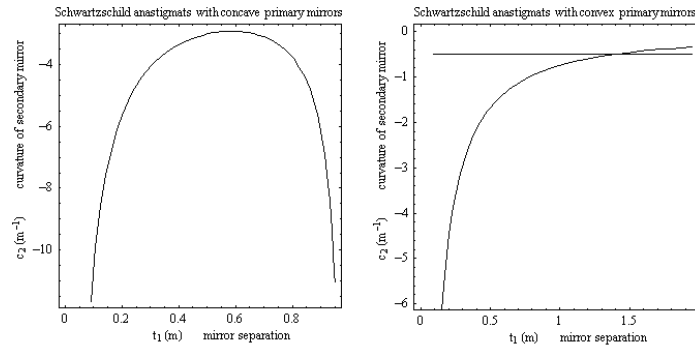 Schwartzschild anastigmats with concave primary mirrors
c₂ (m⁻¹) curvature of secondary mirror
−4
−6
−8
−10
0 0.2 0.4 0.6 0.8
t₁ (m) mirror separation
Schwartzschild anastigmats with convex primary mirrors
c₂ (m⁻¹) curvature of secondary mirror
0
−1
−2
−3
−4
−5
−6
0 0.5 1 1.5
t₁ (m) mirror separation